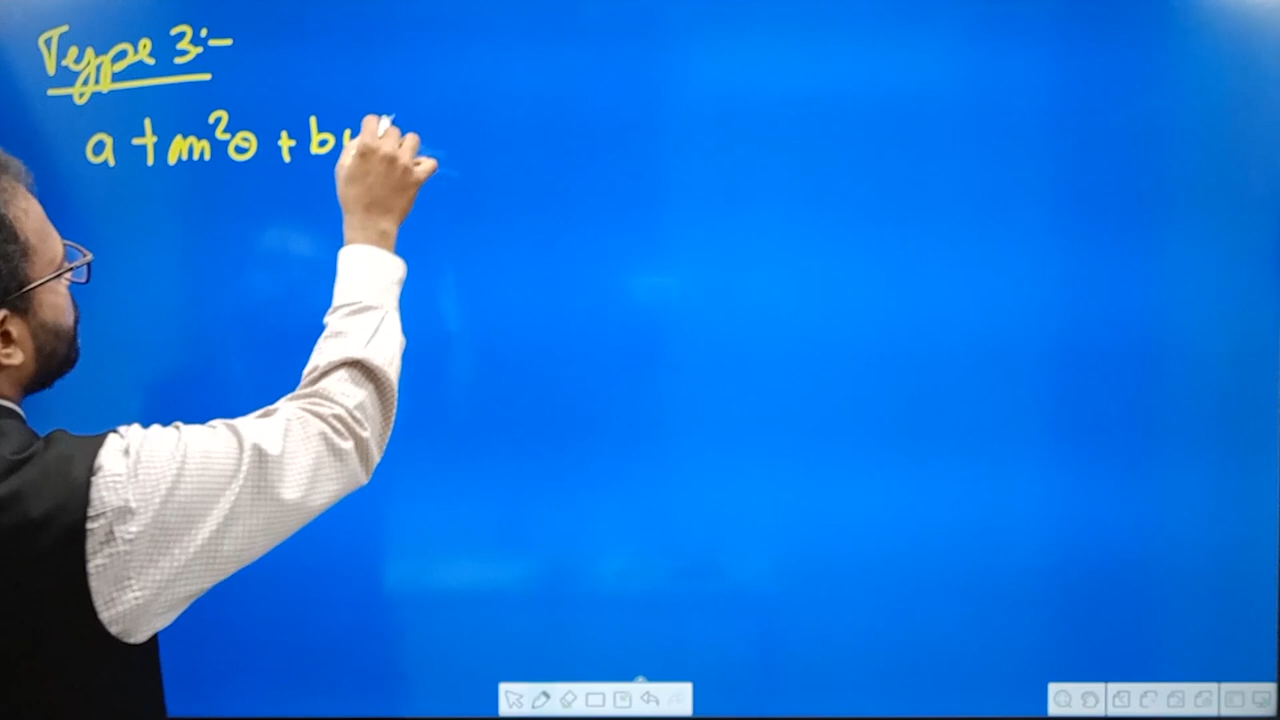 Type 3:-
a tan²θ + b